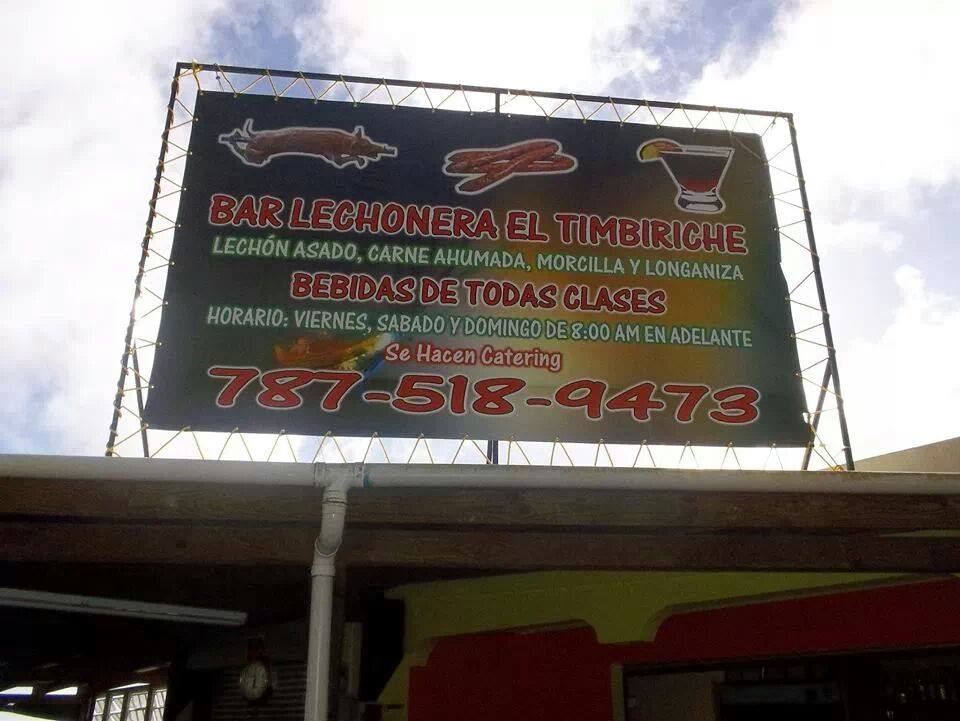 BAR LECHONERA EL TIMBIRICHE
LECHÓN ASADO, CARNE AHUMADA, MORCILLA Y LONGANIZA
BEBIDAS DE TODAS CLASES
HORARIO: VIERNES, SABADO Y DOMINGO DE 8:00 AM EN ADELANTE
Se Hacen Catering
787-518-9473